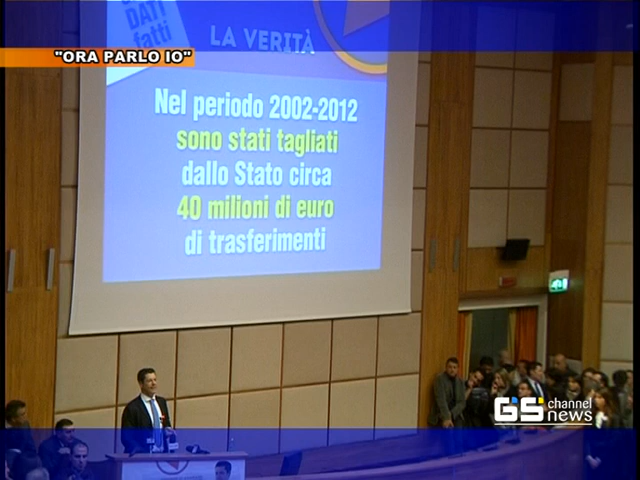 DATI
fatti
LA VERITÀ
"ORA PARLO IO"
Nel periodo 2002-2012
sono stati tagliati
dallo Stato circa
40 milioni di euro
di trasferimenti
GS channel
news